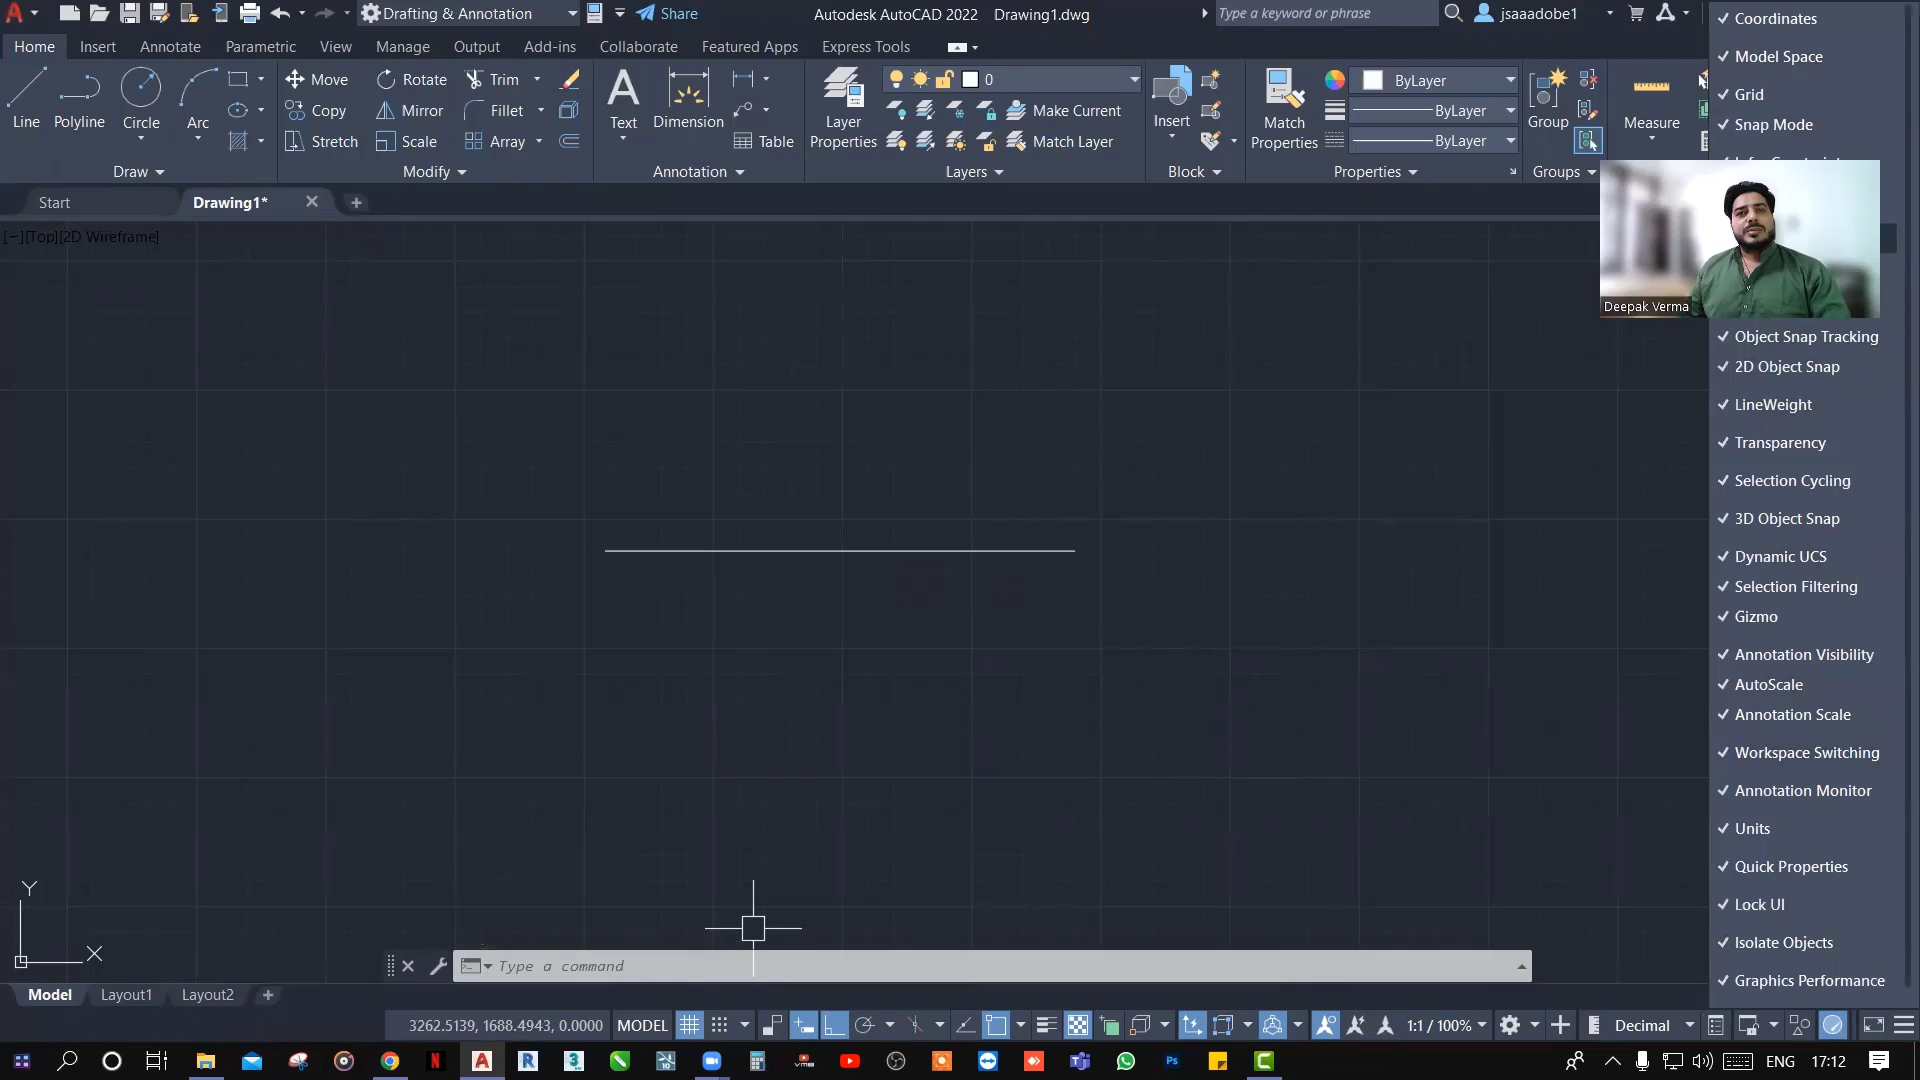 Drafting & Annotation
Share
Autodesk AutoCAD 2022 Drawing1.dwg
Type a keyword or phrase
jsaaadobe1
Home Insert Annotate Parametric View Manage Output Add-ins Collaborate Featured Apps Express Tools
Line
Polyline
Circle
Arc
Draw
Move
Rotate
Trim
Copy
Mirror
Fillet
Stretch
Scale
Array
Modify
Text
Dimension
Table
Annotation
Layer
Properties
0
Make Current
Match Layer
Layers
Insert
Block
Match
Properties
ByLayer
ByLayer
ByLayer
Properties
Group
Groups
Measure
Start
Drawing1*
[−][Top][2D Wireframe]
Deepak Verma
Coordinates
Model Space
Grid
Snap Mode
Object Snap Tracking
2D Object Snap
LineWeight
Transparency
Selection Cycling
3D Object Snap
Dynamic UCS
Selection Filtering
Gizmo
Annotation Visibility
AutoScale
Annotation Scale
Workspace Switching
Annotation Monitor
Units
Quick Properties
Lock UI
Isolate Objects
Graphics Performance
Y
X
Type a command
Model Layout1 Layout2
3262.5139, 1688.4943, 0.0000 MODEL
1:1 / 100%
Decimal
ENG 17:12